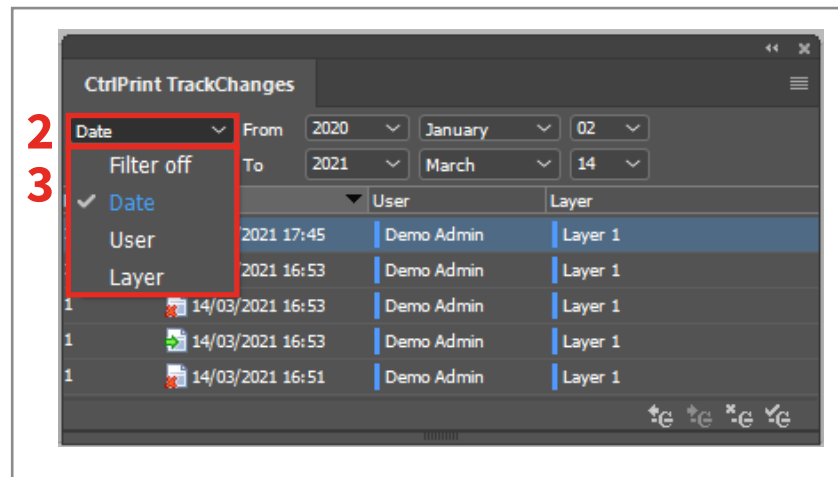 CtrlPrint TrackChanges
2 Date From 2020 January 02
3 Filter off To 2021 March 14
Date User Layer
User /2021 17:45 Demo Admin Layer 1
Layer 2021 16:53 Demo Admin Layer 1
1 14/03/2021 16:53 Demo Admin Layer 1
1 14/03/2021 16:53 Demo Admin Layer 1
1 14/03/2021 16:51 Demo Admin Layer 1